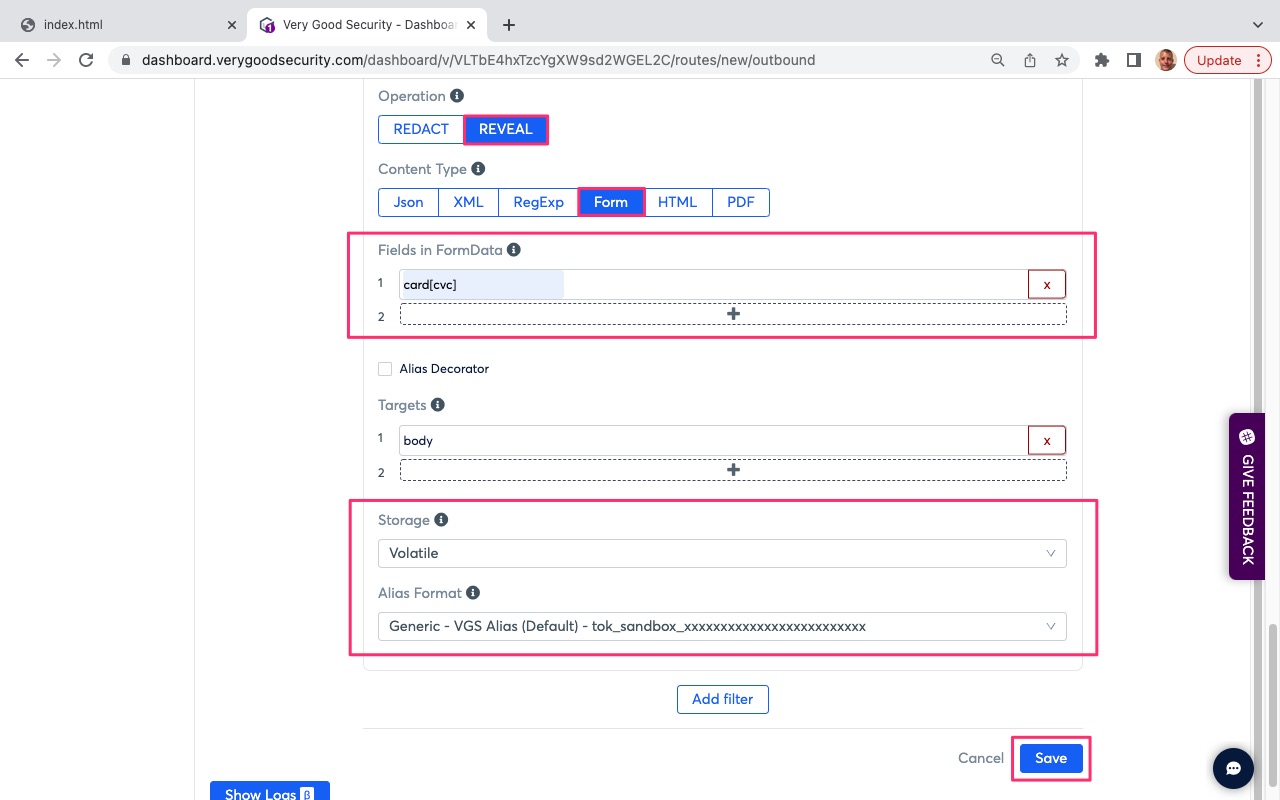 index.html
Very Good Security - Dashboar
dashboard.verygoodsecurity.com/dashboard/v/VLTbE4hxTzcYgXW9sd2WGEL2C/routes/new/outbound
Update
Operation
REDACT REVEAL
Content Type
Json XML RegExp Form HTML PDF
Fields in FormData
1 card[cvc] x
2 +
Alias Decorator
Targets
1 body x
2 +
Storage
Volatile
Alias Format
Generic - VGS Alias (Default) - tok_sandbox_xxxxxxxxxxxxxxxxxxxxxxxxx
Add filter
Cancel Save
Show Logs β
GIVE FEEDBACK